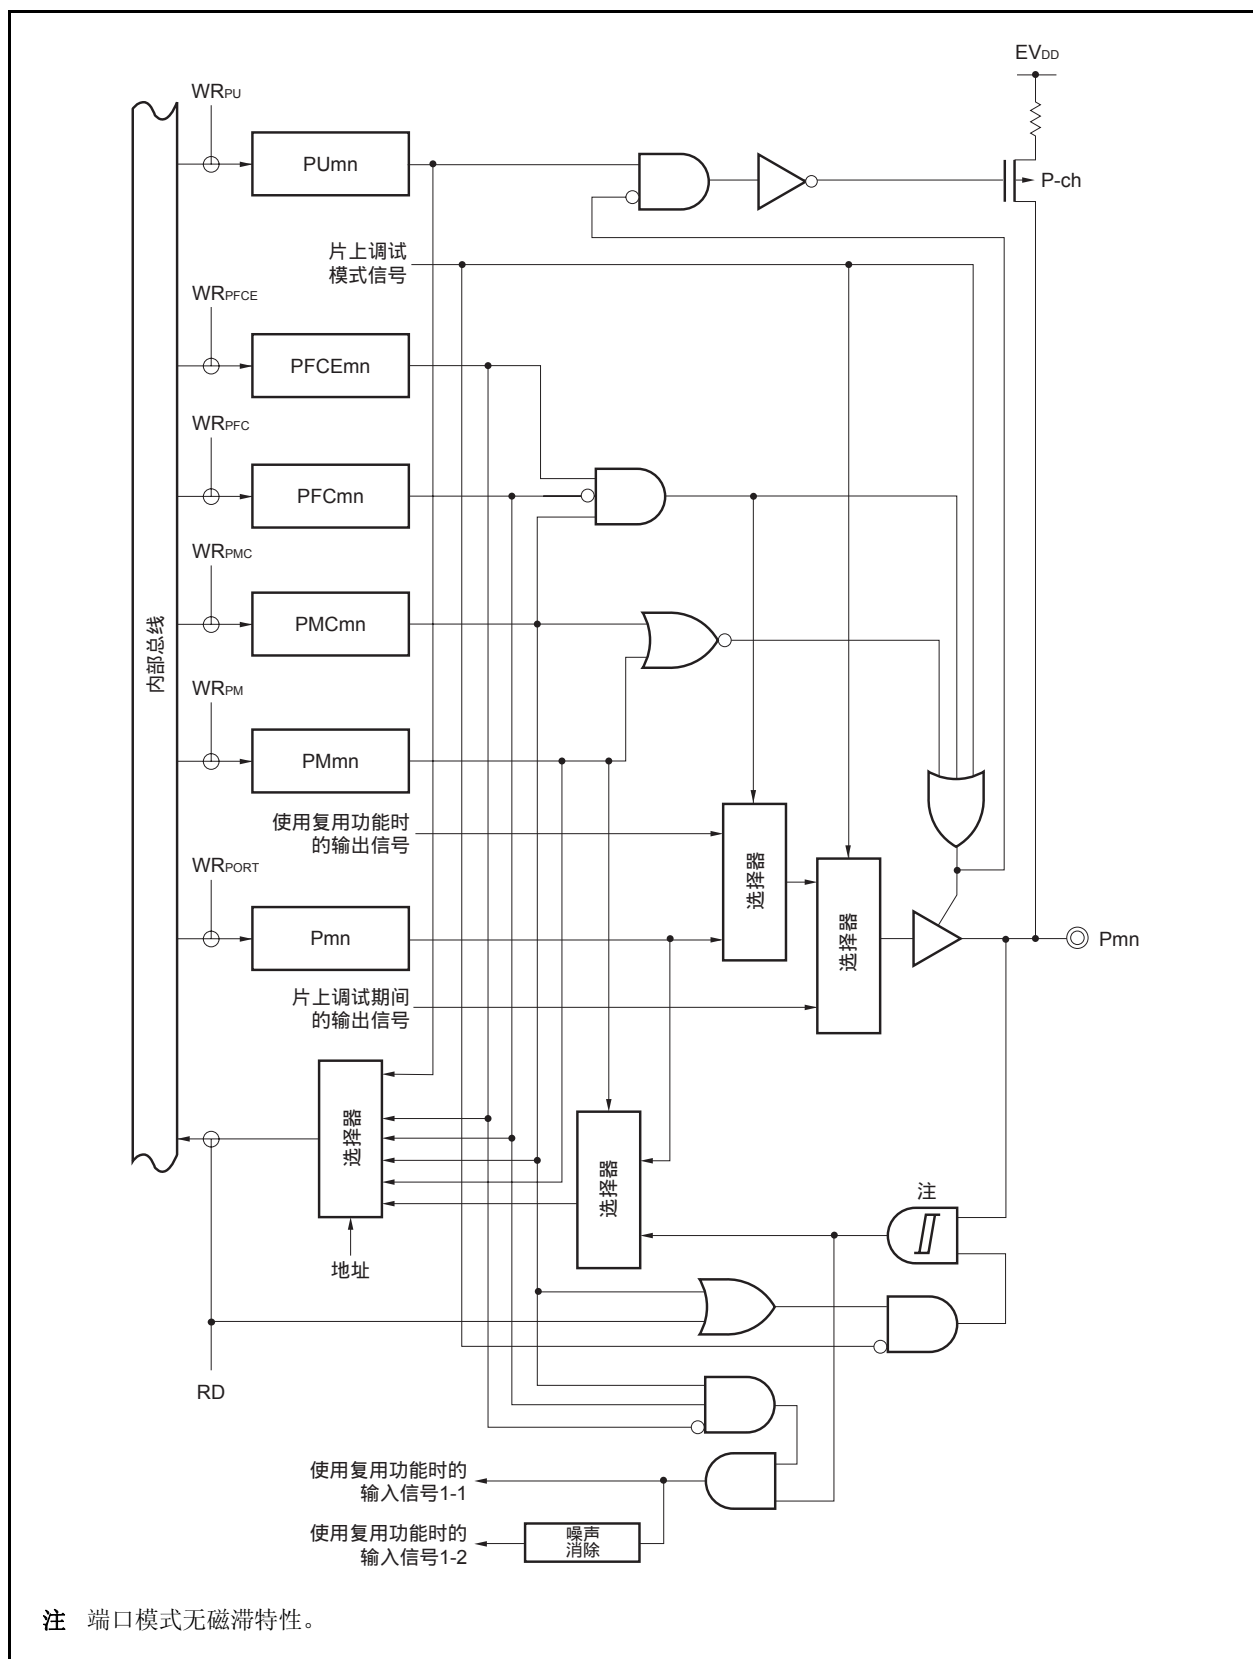 EVDD
WRPU
PUmn
P-ch
片上调试
模式信号
WRPFCE
PFCEmn
WRPFC
PFCmn
WRPMC
PMCmn
内部总线
WRPM
PMmn
使用复用功能时
的输出信号
选择器
WRPORT
Pmn
选择器
Pmn
片上调试期间
的输出信号
选择器
选择器
注
地址
RD
使用复用功能时的
输入信号1-1
使用复用功能时的
输入信号1-2
噪声
消除
注 端口模式无磁滞特性。